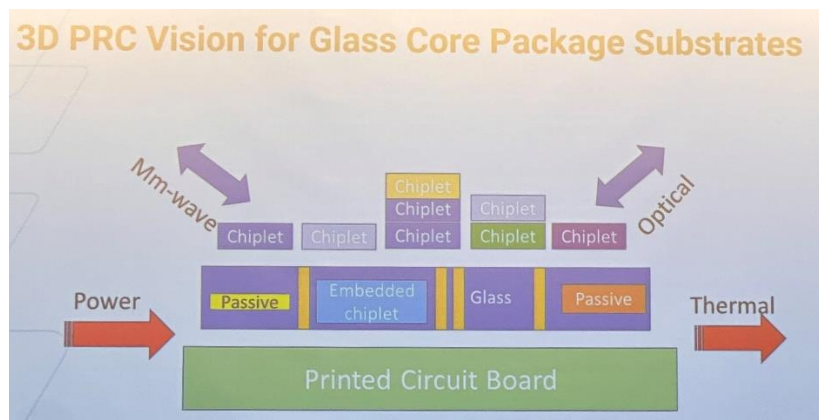 3D PRC Vision for Glass Core Package Substrates
Mm-wave
Optical
Chiplet
Chiplet
Chiplet
Chiplet
Chiplet
Chiplet
Chiplet
Chiplet
Chiplet
Power
Passive
Embedded
chiplet
Glass
Passive
Thermal
Printed Circuit Board